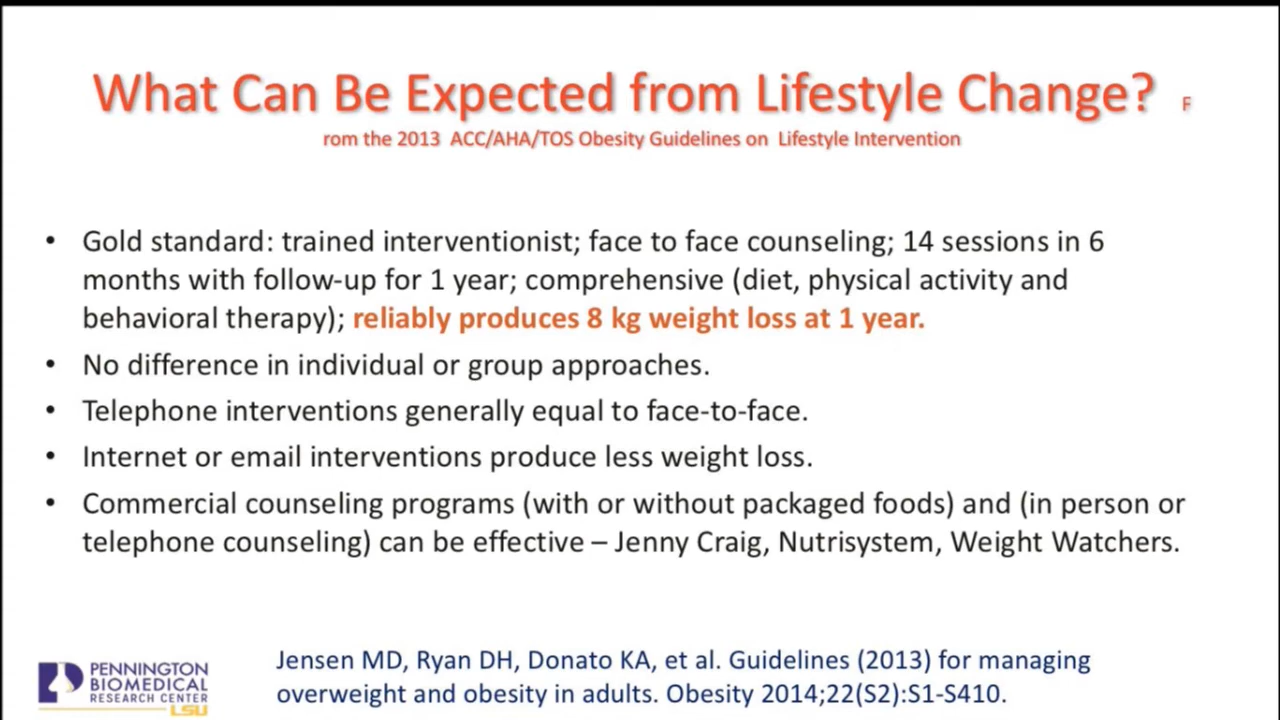 What Can Be Expected from Lifestyle Change? F
rom the 2013 ACC/AHA/TOS Obesity Guidelines on Lifestyle Intervention
• Gold standard: trained interventionist; face to face counseling; 14 sessions in 6
months with follow-up for 1 year; comprehensive (diet, physical activity and
behavioral therapy); reliably produces 8 kg weight loss at 1 year.
• No difference in individual or group approaches.
• Telephone interventions generally equal to face-to-face.
• Internet or email interventions produce less weight loss.
• Commercial counseling programs (with or without packaged foods) and (in person or
telephone counseling) can be effective – Jenny Craig, Nutrisystem, Weight Watchers.
PENNINGTON
BIOMEDICAL
RESEARCH CENTER
LSU
Jensen MD, Ryan DH, Donato KA, et al. Guidelines (2013) for managing
overweight and obesity in adults. Obesity 2014;22(S2):S1-S410.